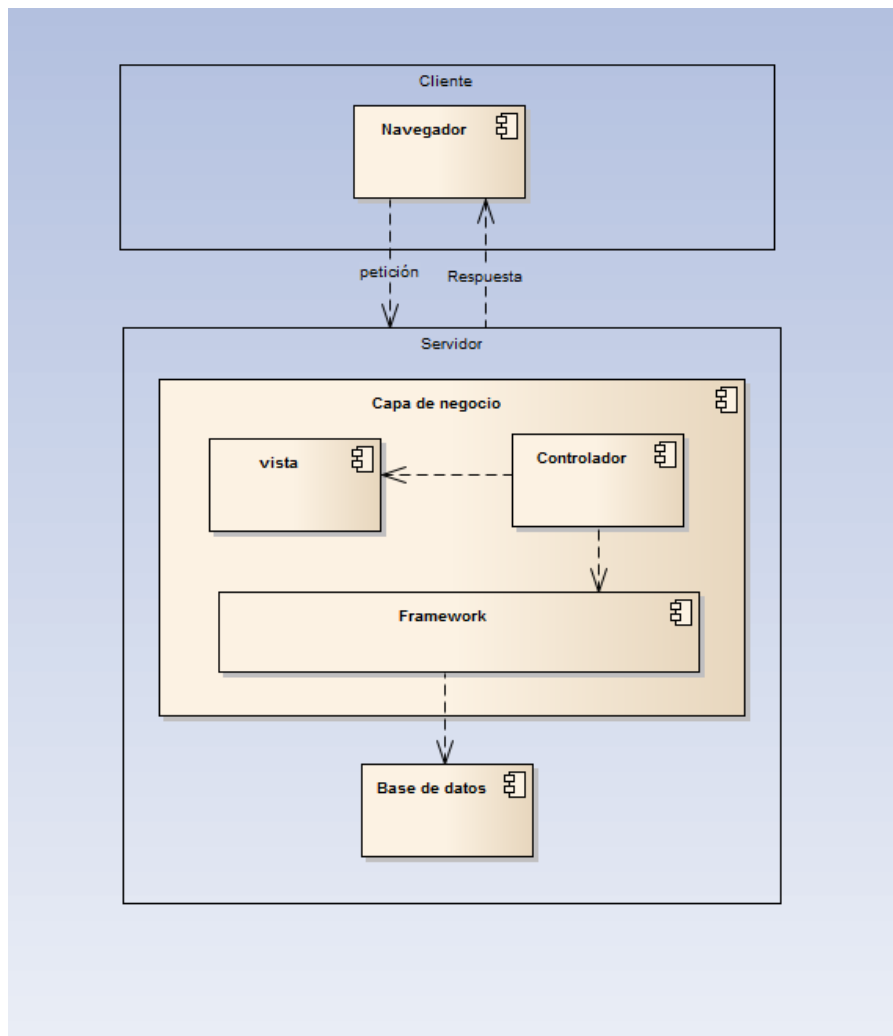 Cliente
Navegador
petición
Respuesta
Servidor
Capa de negocio
vista
Controlador
Framework
Base de datos